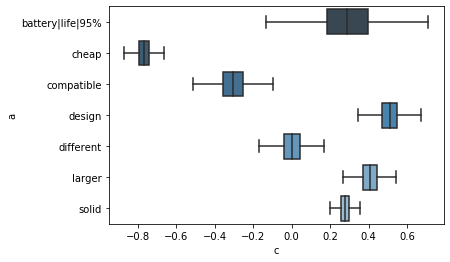 battery|life|95%
cheap
compatible
design
different
larger
solid
a
−0.8 −0.6 −0.4 −0.2 0.0 0.2 0.4 0.6
c